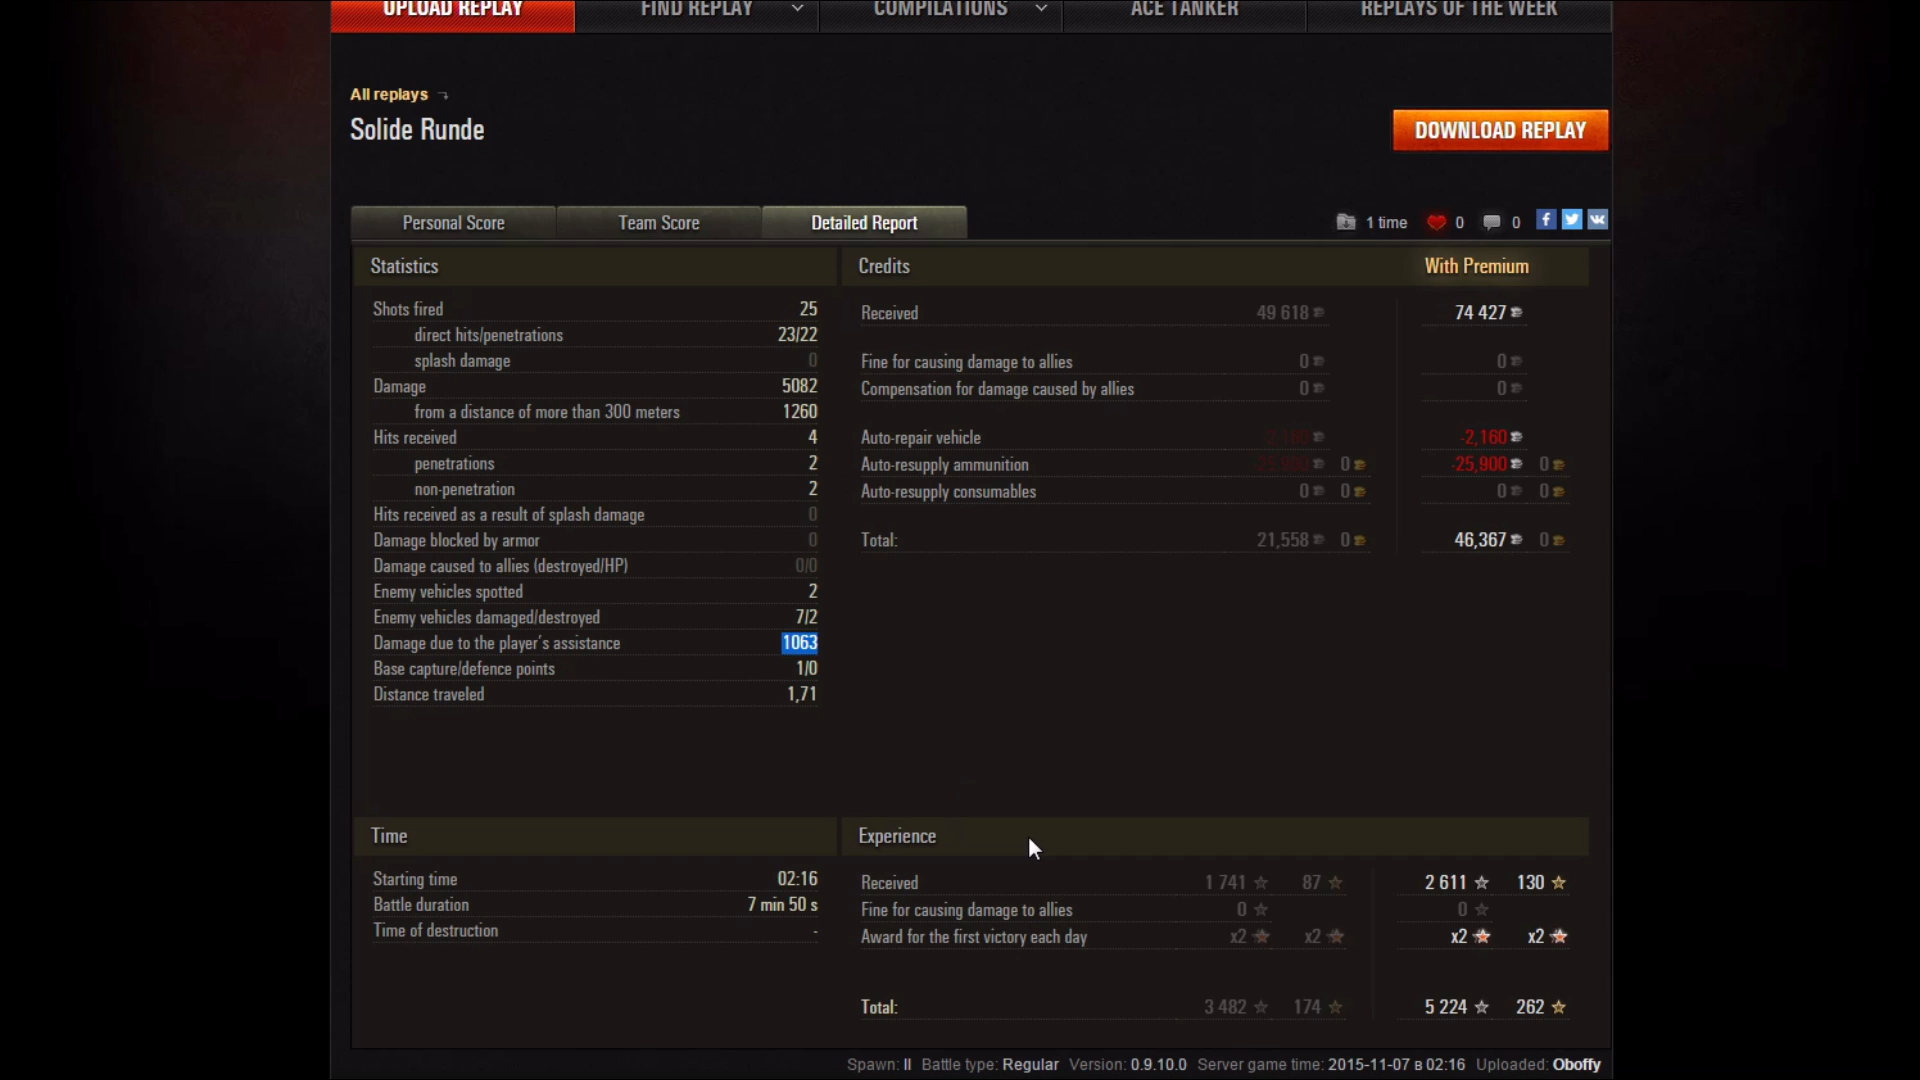 UPLOAD REPLAY FIND REPLAY COMPILATIONS ACE TANKER REPLAYS OF THE WEEK
All replays
Solide Runde
DOWNLOAD REPLAY
Personal Score Team Score Detailed Report 1 time 0 0
Statistics Credits With Premium
Shots fired 25 Received 49 618 74 427
direct hits/penetrations 23/22
splash damage 0 Fine for causing damage to allies 0 0
Damage 5082 Compensation for damage caused by allies 0 0
from a distance of more than 300 meters 1260
Hits received 4 Auto-repair vehicle -2,160 -2,160
penetrations 2 Auto-resupply ammunition -25,900 0 -25,900 0
non-penetration 2 Auto-resupply consumables 0 0 0 0
Hits received as a result of splash damage 0
Damage blocked by armor 0 Total: 21,558 0 46,367 0
Damage caused to allies (destroyed/HP) 0/0
Enemy vehicles spotted 2
Enemy vehicles damaged/destroyed 7/2
Damage due to the player's assistance 1063
Base capture/defence points 1/0
Distance traveled 1,71
Time Experience
Starting time 02:16 Received 1 741 87 2 611 130
Battle duration 7 min 50 s Fine for causing damage to allies 0 0
Time of destruction - Award for the first victory each day x2 x2 x2 x2
Total: 3 482 174 5 224 262
Spawn: II Battle type: Regular Version: 0.9.10.0 Server game time: 2015-11-07 в 02:16 Uploaded: Oboffy